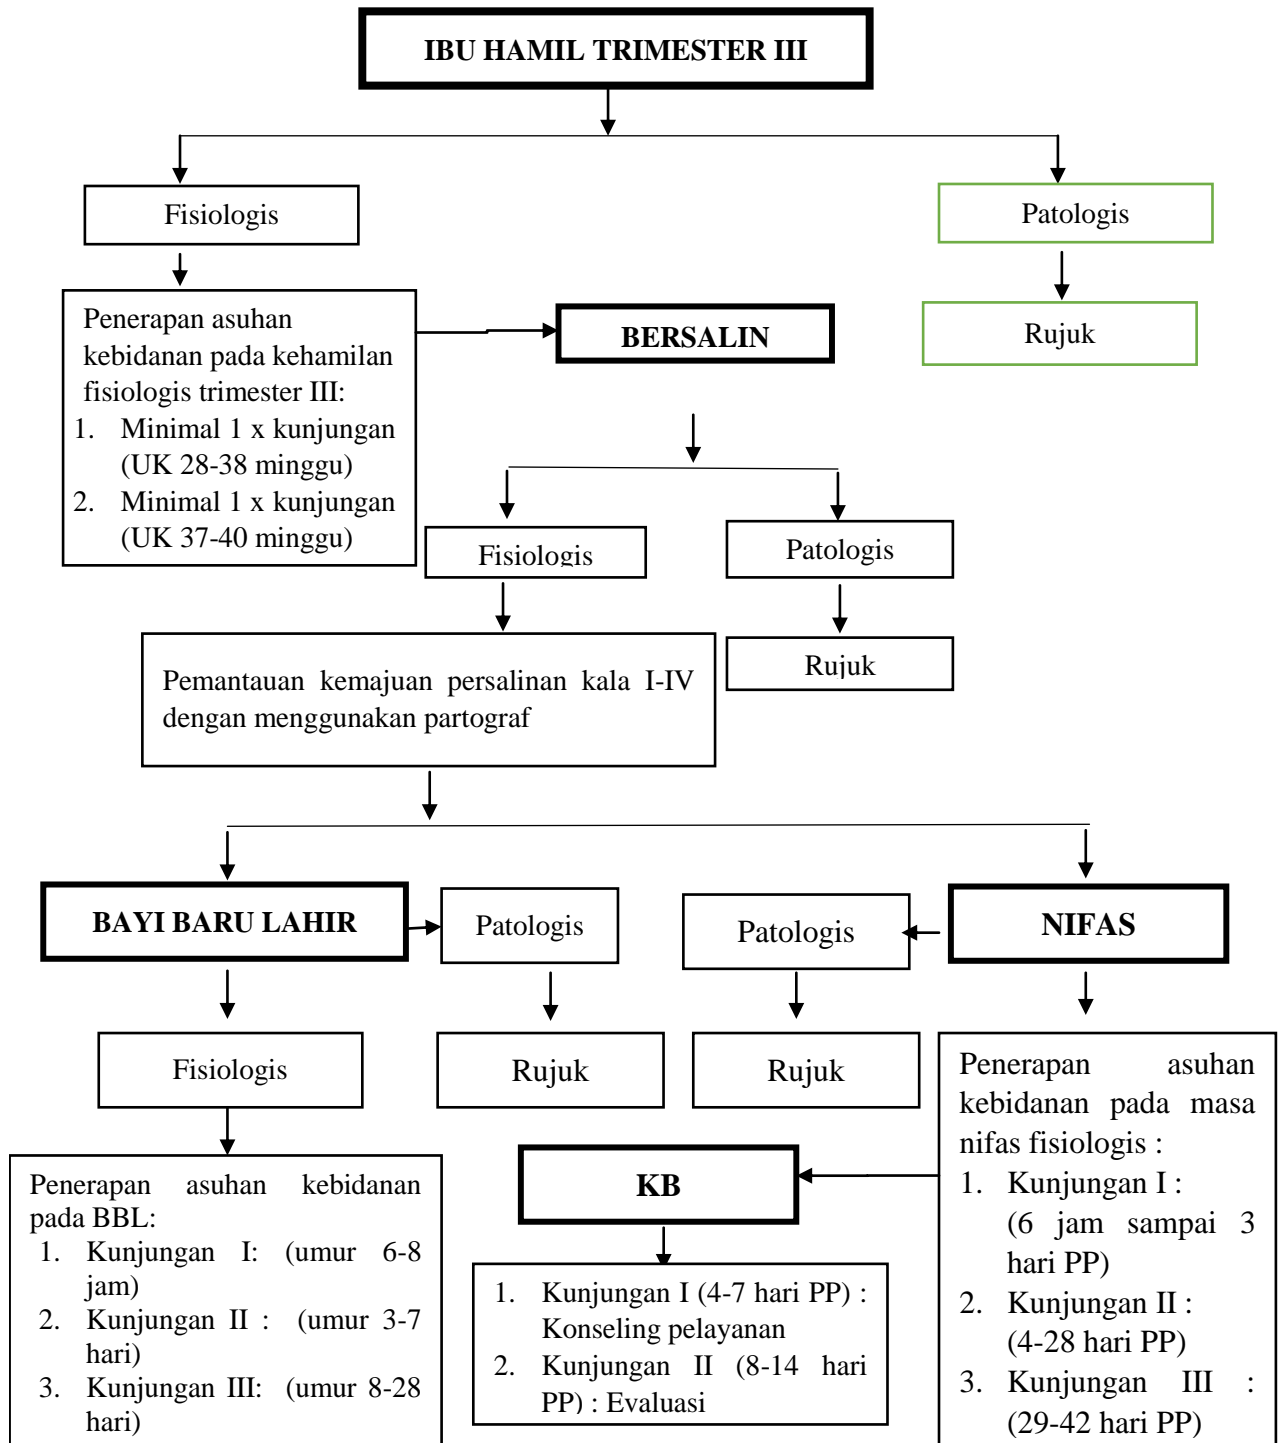 IBU HAMIL TRIMESTER III
Fisiologis
Patologis
Penerapan asuhan
kebidanan pada kehamilan
fisiologis trimester III:
1. Minimal 1 x kunjungan
(UK 28-38 minggu)
2. Minimal 1 x kunjungan
(UK 37-40 minggu)
BERSALIN
Rujuk
Fisiologis
Patologis
Rujuk
Pemantauan kemajuan persalinan kala I-IV
dengan menggunakan partograf
BAYI BARU LAHIR
Patologis
Patologis
NIFAS
Fisiologis
Rujuk
Rujuk
Penerapan asuhan
kebidanan pada masa
nifas fisiologis :
1. Kunjungan I :
(6 jam sampai 3
hari PP)
2. Kunjungan II :
(4-28 hari PP)
3. Kunjungan III :
(29-42 hari PP)
Penerapan asuhan kebidanan
pada BBL:
1. Kunjungan I: (umur 6-8
jam)
2. Kunjungan II : (umur 3-7
hari)
3. Kunjungan III: (umur 8-28
hari)
KB
1. Kunjungan I (4-7 hari PP) :
Konseling pelayanan
2. Kunjungan II (8-14 hari
PP) : Evaluasi